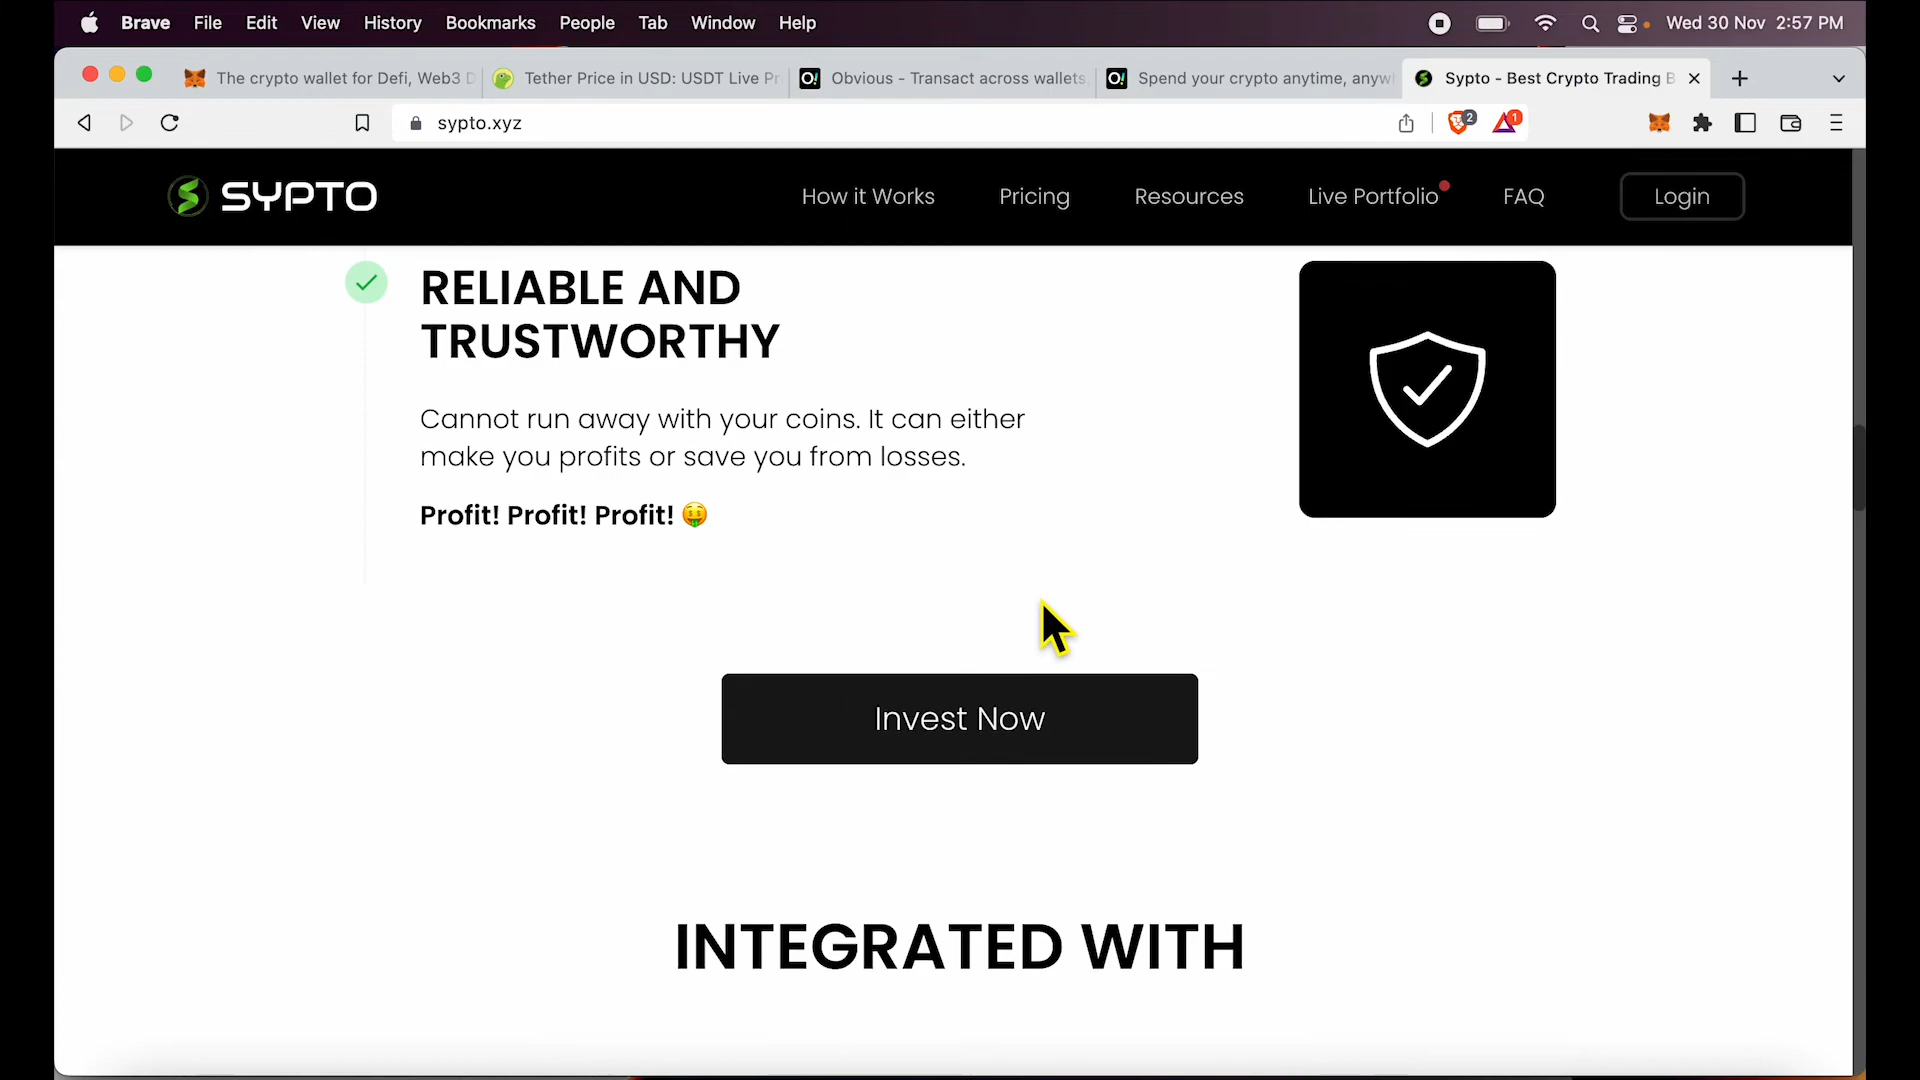 Brave File Edit View History Bookmarks People Tab Window Help Wed 30 Nov 2:57 PM
The crypto wallet for Defi, Web3 D Tether Price in USD: USDT Live Pr Obvious - Transact across wallets, Spend your crypto anytime, anywh Sypto - Best Crypto Trading B
sypto.xyz 2 1
SYPTO How it Works Pricing Resources Live Portfolio FAQ Login
RELIABLE AND
TRUSTWORTHY
Cannot run away with your coins. It can either
make you profits or save you from losses.
Profit! Profit! Profit! 🤑
Invest Now
INTEGRATED WITH